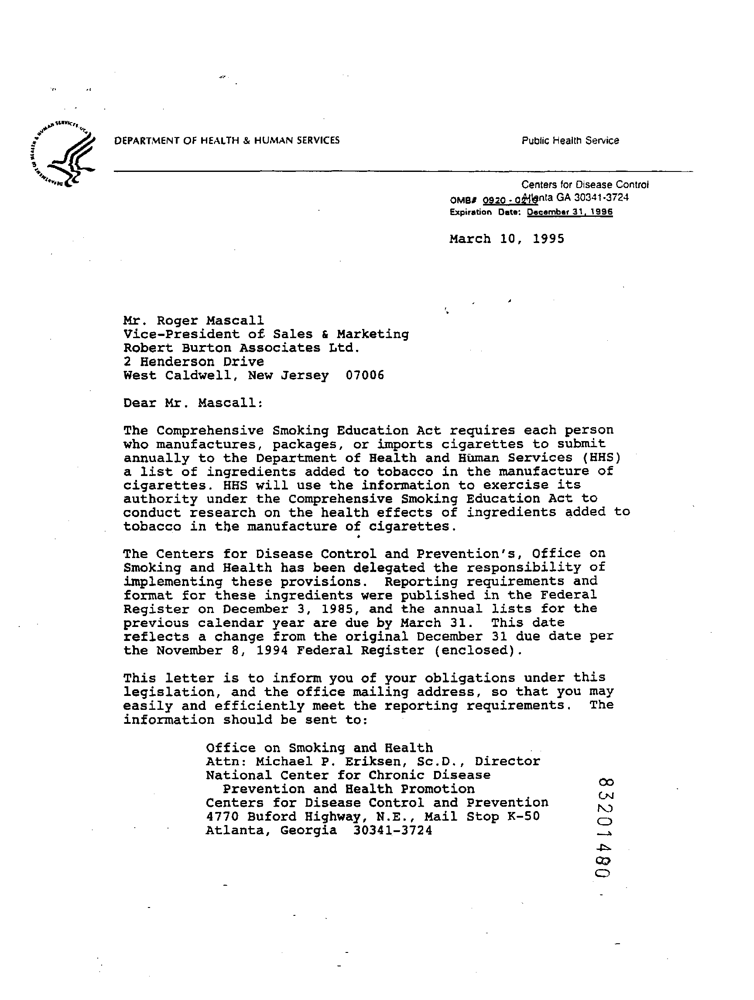 DEPARTMENT OF HEALTH & HUMAN SERVICES
Public Health Service
Centers for Disease Control
OMB# 0920 - Atlanta GA 30341-3724
Expiration Date: December 31, 1996
March 10, 1995
Mr. Roger Mascall
Vice-President of Sales & Marketing
Robert Burton Associates Ltd.
2 Henderson Drive
West Caldwell, New Jersey 07006
Dear Mr. Mascall:
The Comprehensive Smoking Education Act requires each person
who manufactures, packages, or imports cigarettes to submit
annually to the Department of Health and Human Services (HHS)
a list of ingredients added to tobacco in the manufacture of
cigarettes. HHS will use the information to exercise its
authority under the Comprehensive Smoking Education Act to
conduct research on the health effects of ingredients added to
tobacco in the manufacture of cigarettes.
The Centers for Disease Control and Prevention's, Office on
Smoking and Health has been delegated the responsibility of
implementing these provisions. Reporting requirements and
format for these ingredients were published in the Federal
Register on December 3, 1985, and the annual lists for the
previous calendar year are due by March 31. This date
reflects a change from the original December 31 due date per
the November 8, 1994 Federal Register (enclosed).
This letter is to inform you of your obligations under this
legislation, and the office mailing address, so that you may
easily and efficiently meet the reporting requirements. The
information should be sent to:
Office on Smoking and Health
Attn: Michael P. Eriksen, Sc.D., Director
National Center for Chronic Disease
Prevention and Health Promotion
Centers for Disease Control and Prevention
4770 Buford Highway, N.E., Mail Stop K-50
Atlanta, Georgia 30341-3724
83201480